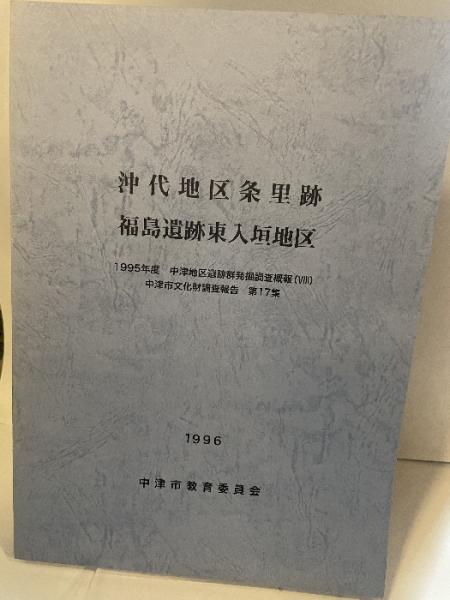 沖代地区条里跡
福島遺跡東入垣地区
1995年度 中津地区遺跡群発掘調査概報(Ⅷ)
中津市文化財調査報告 第17集
1996
中津市教育委員会